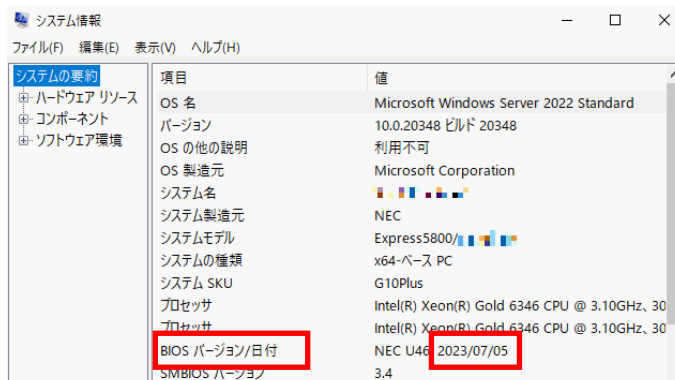 システム情報
ファイル(F) 編集(E) 表示(V) ヘルプ(H)
システムの要約
ハードウェア リソース
コンポーネント
ソフトウェア環境
項目 値
OS 名 Microsoft Windows Server 2022 Standard
バージョン 10.0.20348 ビルド 20348
OS の他の説明 利用不可
OS 製造元 Microsoft Corporation
システム名
システム製造元 NEC
システムモデル Express5800/
システムの種類 x64-ベース PC
システム SKU G10Plus
プロセッサ Intel(R) Xeon(R) Gold 6346 CPU @ 3.10GHz、30
プロセッサ Intel(R) Xeon(R) Gold 6346 CPU @ 3.10GHz、30
BIOS バージョン/日付 NEC U46, 2023/07/05
SMBIOS バージョン 3.4